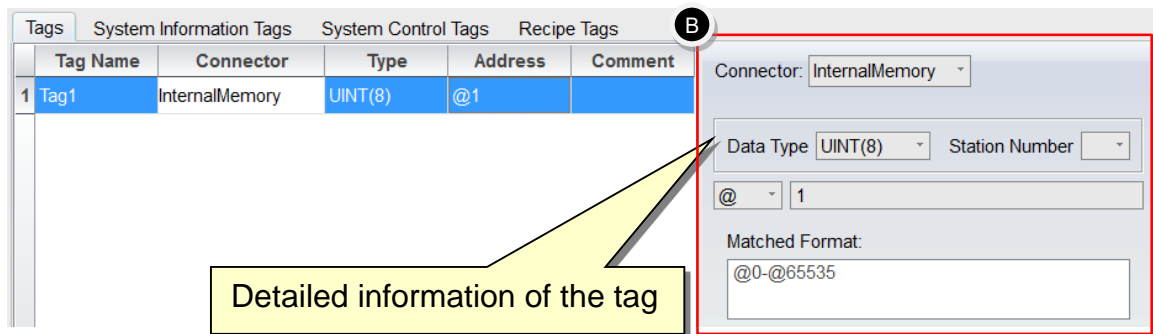 Tags System Information Tags System Control Tags Recipe Tags
B
Tag Name Connector Type Address Comment
1 Tag1 InternalMemory UINT(8) @1
Connector: InternalMemory
Data Type UINT(8) Station Number
@ 1
Matched Format:
@0-@65535
Detailed information of the tag